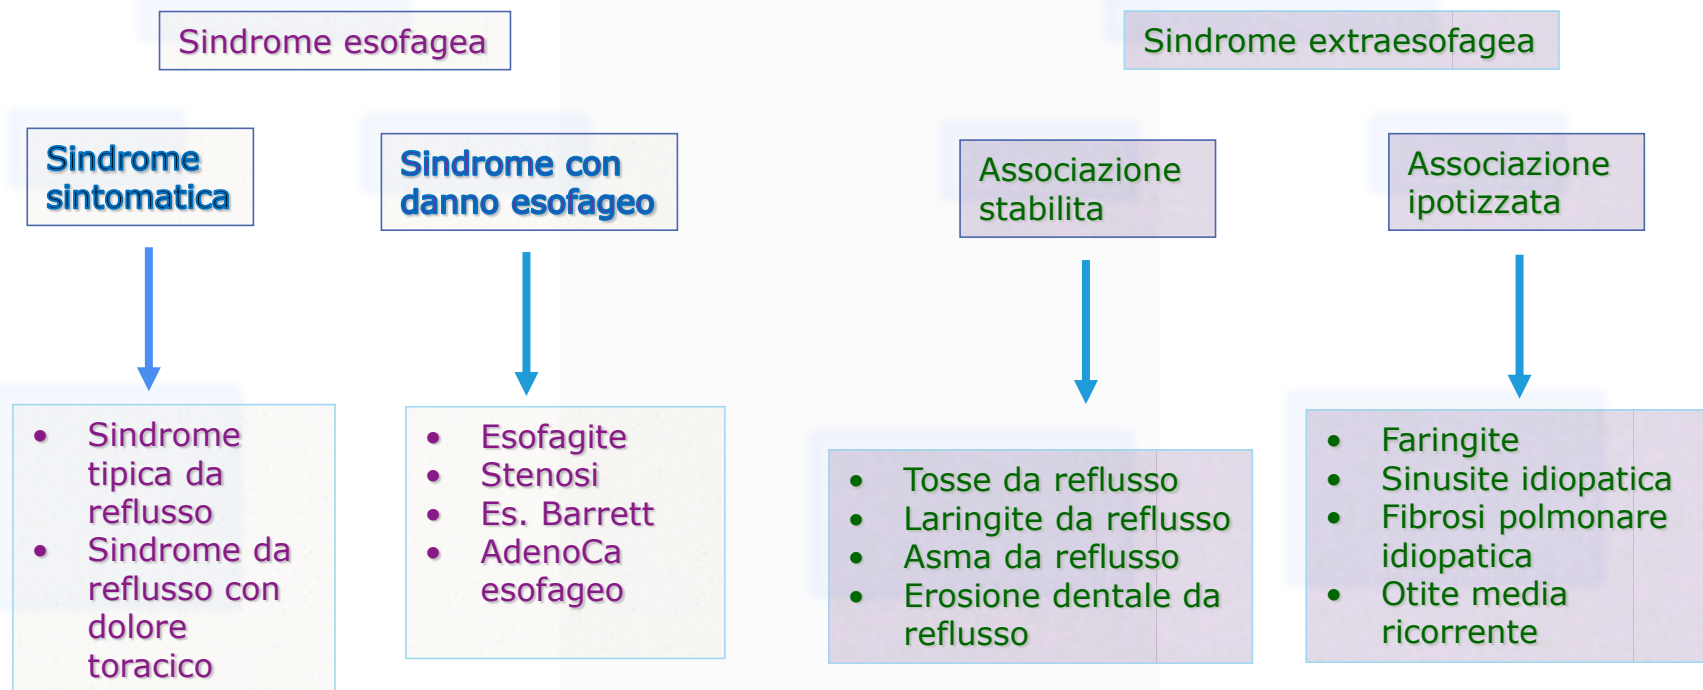 Sindrome esofagea
Sindrome extraesofagea
Sindrome
sintomatica
Sindrome con
danno esofageo
Associazione
stabilita
Associazione
ipotizzata
• Sindrome
tipica da
reflusso
• Sindrome da
reflusso con
dolore
toracico
• Esofagite
• Stenosi
• Es. Barrett
• AdenoCa
esofageo
• Tosse da reflusso
• Laringite da reflusso
• Asma da reflusso
• Erosione dentale da
reflusso
• Faringite
• Sinusite idiopatica
• Fibrosi polmonare
idiopatica
• Otite media
ricorrente